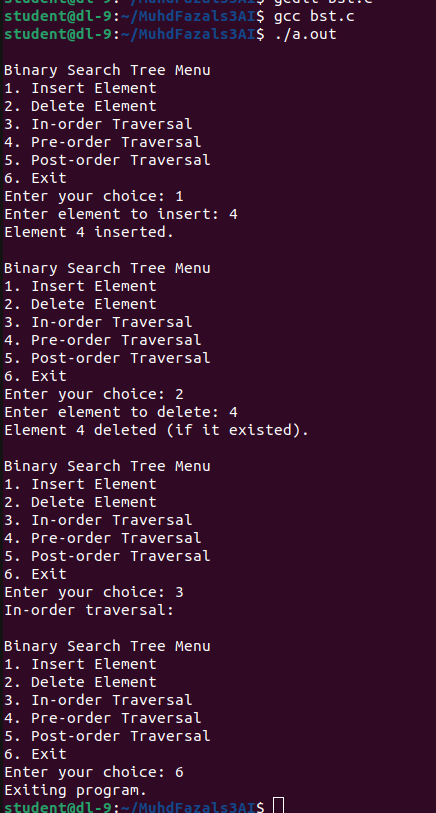 student@dl-9:~/MuhdFazals3AI$ gedit bst.c
student@dl-9:~/MuhdFazals3AI$ gcc bst.c
student@dl-9:~/MuhdFazals3AI$ ./a.out

Binary Search Tree Menu
1. Insert Element
2. Delete Element
3. In-order Traversal
4. Pre-order Traversal
5. Post-order Traversal
6. Exit
Enter your choice: 1
Enter element to insert: 4
Element 4 inserted.

Binary Search Tree Menu
1. Insert Element
2. Delete Element
3. In-order Traversal
4. Pre-order Traversal
5. Post-order Traversal
6. Exit
Enter your choice: 2
Enter element to delete: 4
Element 4 deleted (if it existed).

Binary Search Tree Menu
1. Insert Element
2. Delete Element
3. In-order Traversal
4. Pre-order Traversal
5. Post-order Traversal
6. Exit
Enter your choice: 3
In-order traversal:

Binary Search Tree Menu
1. Insert Element
2. Delete Element
3. In-order Traversal
4. Pre-order Traversal
5. Post-order Traversal
6. Exit
Enter your choice: 6
Exiting program.
student@dl-9:~/MuhdFazals3AI$